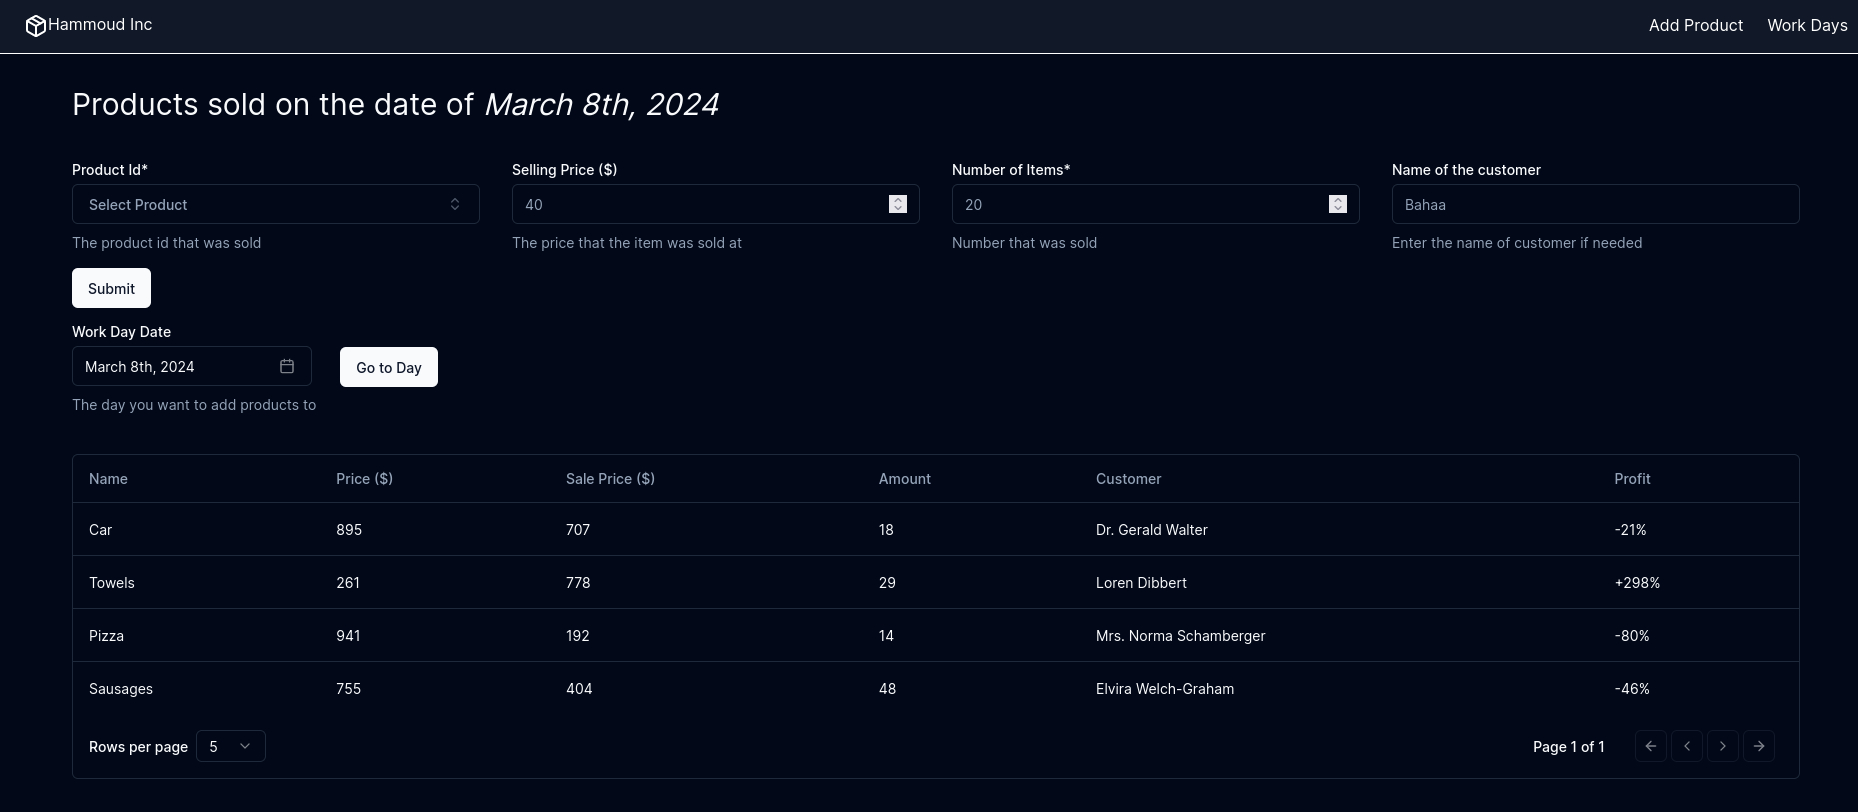 Hammoud Inc
Add Product Work Days
Products sold on the date of March 8th, 2024
Product Id* Selling Price ($) Number of Items* Name of the customer
Select Product 40 20 Bahaa
The product id that was sold The price that the item was sold at Number that was sold Enter the name of customer if needed
Submit
Work Day Date
March 8th, 2024 Go to Day
The day you want to add products to
Name Price ($) Sale Price ($) Amount Customer Profit
Car 895 707 18 Dr. Gerald Walter -21%
Towels 261 778 29 Loren Dibbert +298%
Pizza 941 192 14 Mrs. Norma Schamberger -80%
Sausages 755 404 48 Elvira Welch-Graham -46%
Rows per page 5 Page 1 of 1